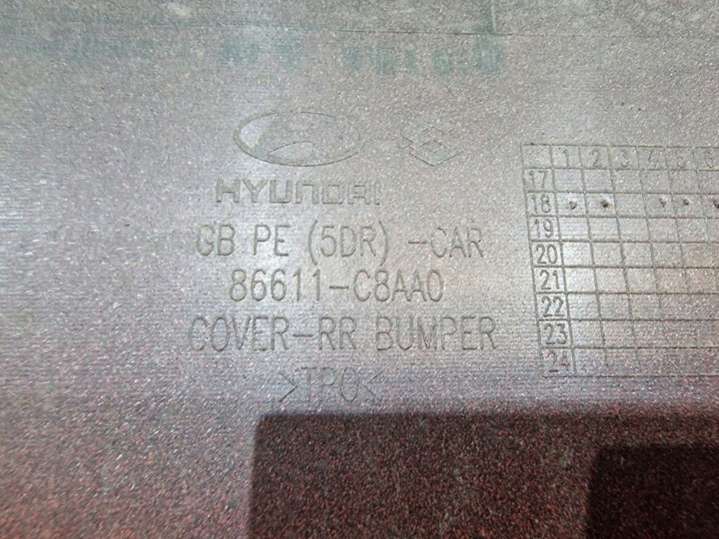 HYUNDAI
GB PE (5DR) -CAR
86611-C8AA0
COVER-RR BUMPER
>TPO<
1 2 3 4 5 6
17
18
19
20
21
22
23
24